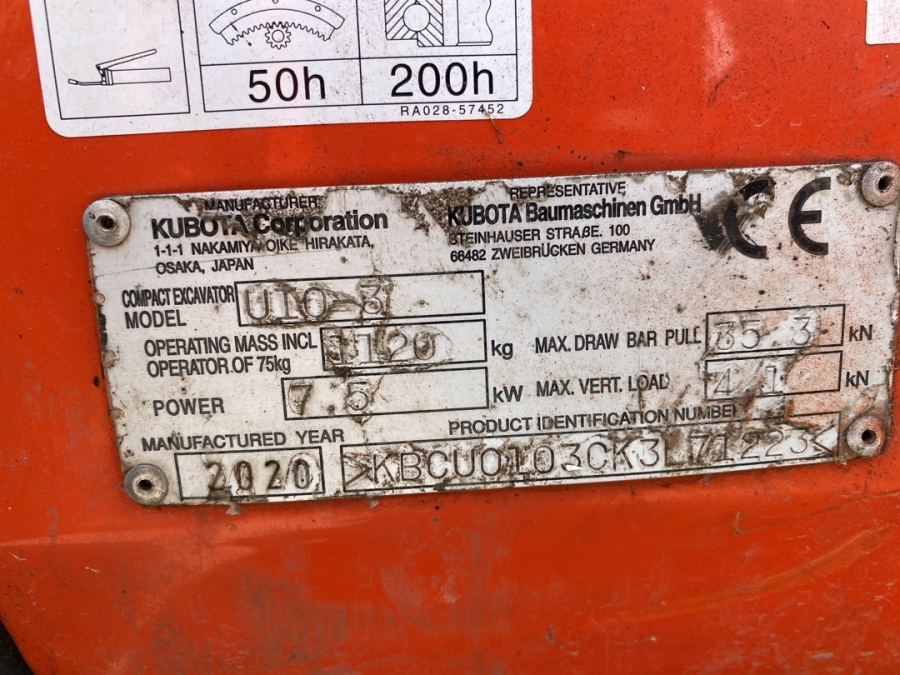 50h 200h
RA028-57452
MANUFACTURER
KUBOTA Corporation
1-1-1 NAKAMIYA OIKE HIRAKATA,
OSAKA, JAPAN
REPRESENTATIVE
KUBOTA Baumaschinen GmbH
STEINHAUSER STRAßE. 100
66482 ZWEIBRÜCKEN GERMANY
CE
COMPACT EXCAVATOR
MODEL U10-3
OPERATING MASS INCL
OPERATOR OF 75kg 1120 kg
MAX. DRAW BAR PULL kN
POWER 7.5 kW
MAX. VERT. LOAD kN
MANUFACTURED YEAR
2020
PRODUCT IDENTIFICATION NUMBER